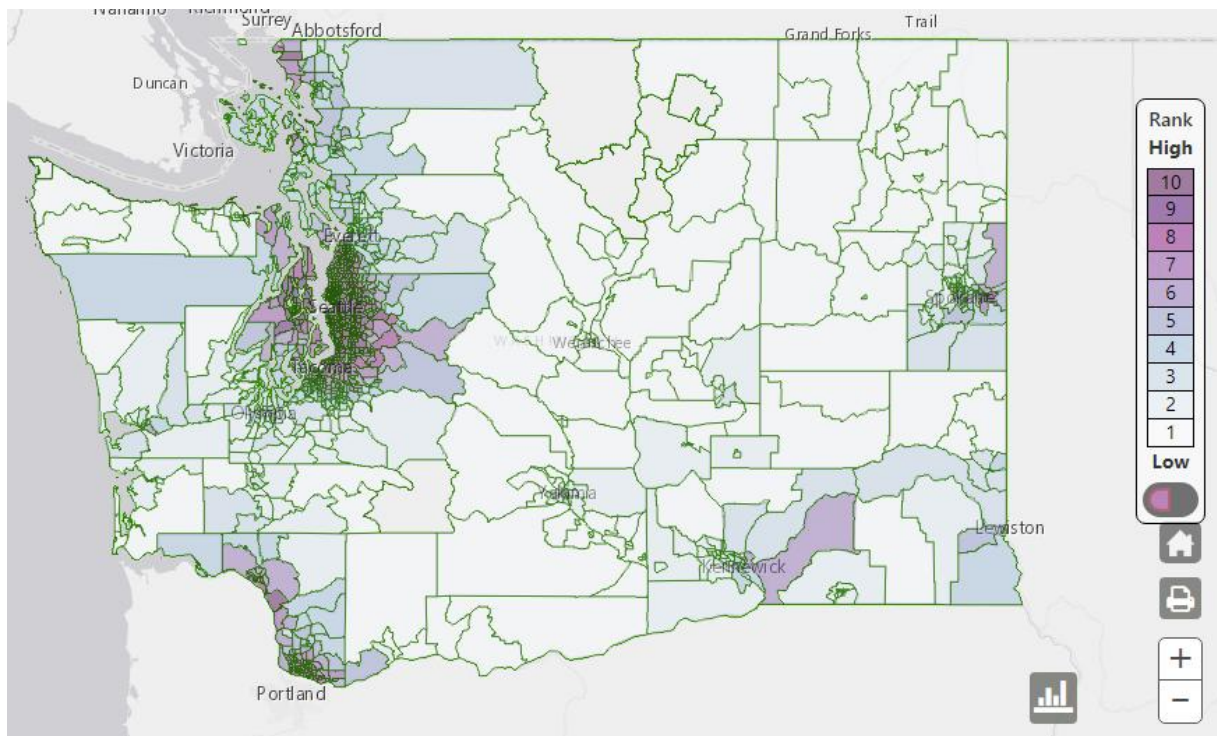 Surrey
Abbotsford
Trail
Grand Forks
Duncan
Victoria
Everett
Seattle
Spokane
Wenatchee
Tacoma
Olympia
Yakima
Lewiston
Kennewick
Portland
Rank
High
10
9
8
7
6
5
4
3
2
1
Low
+
−